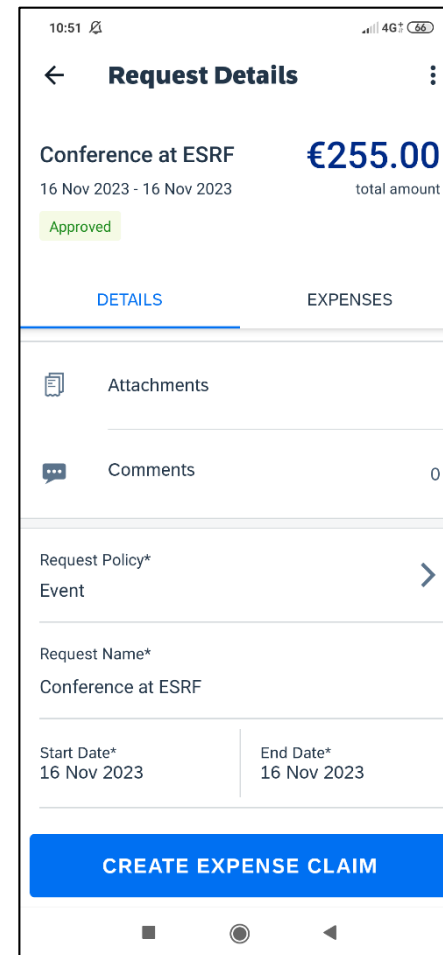 10:51 4G+ 66
Request Details
Conference at ESRF €255.00
16 Nov 2023 - 16 Nov 2023 total amount
Approved
DETAILS EXPENSES
Attachments
Comments 0
Request Policy*
Event
Request Name*
Conference at ESRF
Start Date* End Date*
16 Nov 2023 16 Nov 2023
CREATE EXPENSE CLAIM